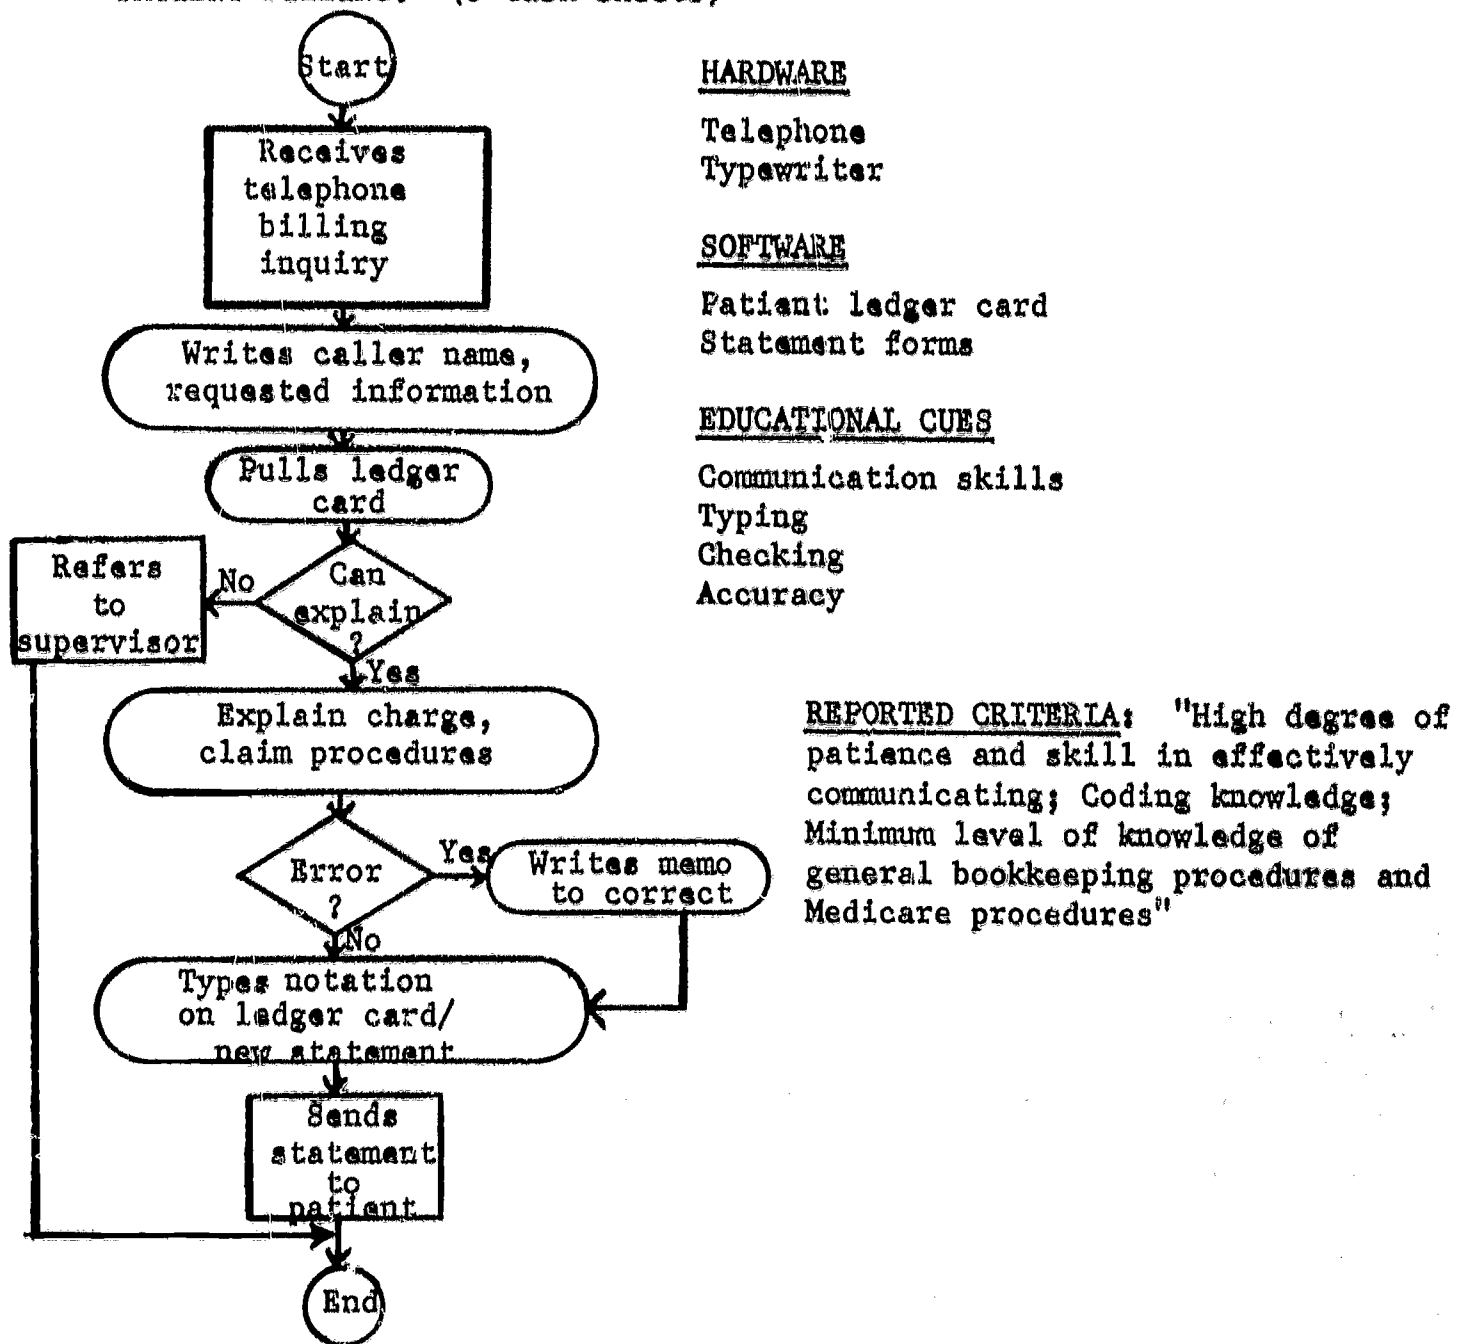 Start
Receives
telephone
billing
inquiry
Writes caller name,
requested information
Pulls ledger
card
Can
explain
?
No
Refers
to
supervisor
Yes
Explain charge,
claim procedures
Error
?
Yes
Writes memo
to correct
No
Types notation
on ledger card/
new statement
Sends
statement
to
patient
End
HARDWARE
Telephone
Typewriter
SOFTWARE
Patient ledger card
Statement forms
EDUCATIONAL CUES
Communication skills
Typing
Checking
Accuracy
REPORTED CRITERIA: "High degree of
patience and skill in effectively
communicating; Coding knowledge;
Minimum level of knowledge of
general bookkeeping procedures and
Medicare procedures"